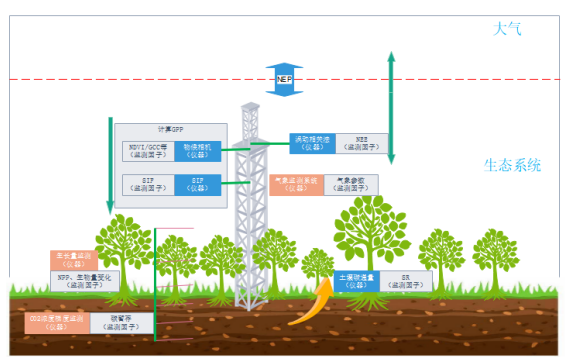 大气
NEP
计算GPP
NDVI/GCC等
（监测因子）
物候相机
（仪器）
涡动相关法
（仪器）
NEE
（监测因子）
生态系统
SIF
（监测因子）
SIF
（仪器）
气象监测系统
（仪器）
气象参数
（监测因子）
生长量监测
（仪器）
NPP、生物量变化
（监测因子）
土壤碳通量
（仪器）
SR
（监测因子）
CO2浓度梯度监测
（仪器）
碳储存
（监测因子）